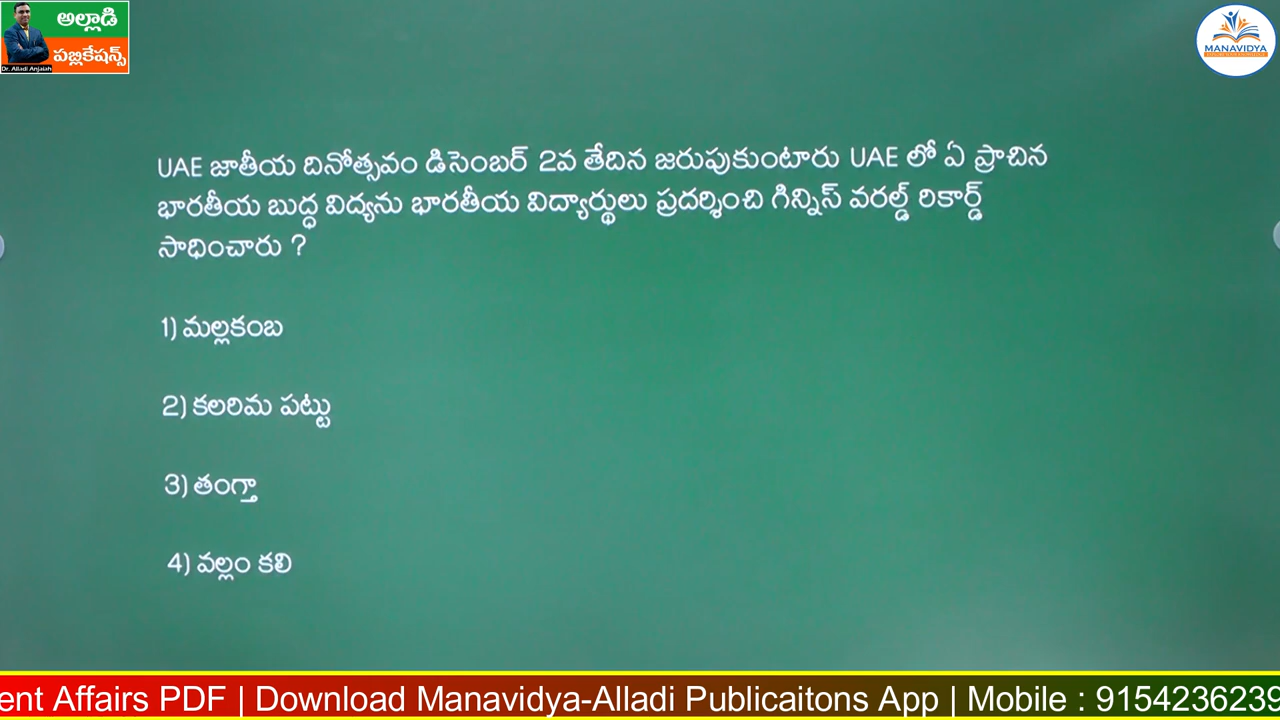 అల్లాడి
పబ్లికేషన్స్
Dr. Alladi Anjaiah
MANAVIDYA
UAE జాతీయ దినోత్సవం డిసెంబర్ 2వ తేదిన జరుపుకుంటారు UAE లో ఏ ప్రాచిన
భారతీయ బుద్ధ విద్యను భారతీయ విద్యార్థులు ప్రదర్శించి గిన్నిస్ వరల్డ్ రికార్డ్
సాధించారు ?
1) మల్లకంబ
2) కలరిమ పట్టు
3) తంగ్తా
4) వల్లం కలి
ent Affairs PDF | Download Manavidya-Alladi Publicaitons App | Mobile : 9154236239